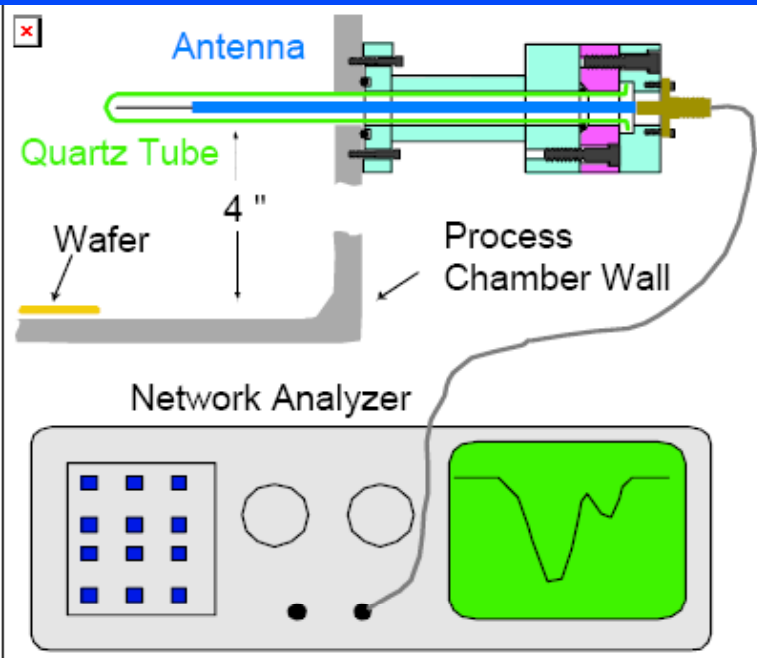 Antenna
Quartz Tube
4 "
Wafer
Process
Chamber Wall
Network Analyzer